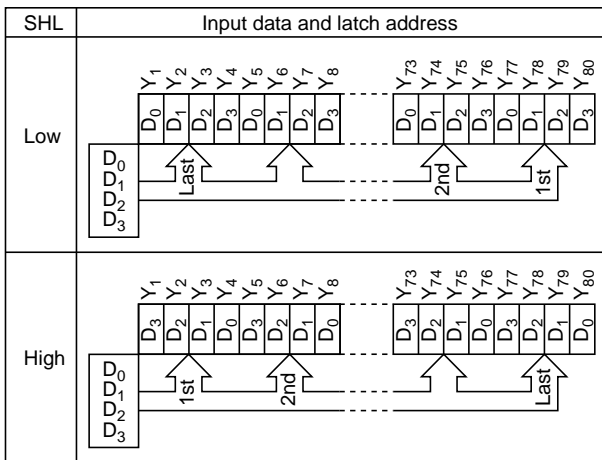 SHL Input data and latch address
Low
Y1 Y2 Y3 Y4 Y5 Y6 Y7 Y8 Y73 Y74 Y75 Y76 Y77 Y78 Y79 Y80
D0 D1 D2 D3 D0 D1 D2 D3 D0 D1 D2 D3 D0 D1 D2 D3
D0
D1
D2
D3
Last 2nd 1st
High
Y1 Y2 Y3 Y4 Y5 Y6 Y7 Y8 Y73 Y74 Y75 Y76 Y77 Y78 Y79 Y80
D3 D2 D1 D0 D3 D2 D1 D0 D3 D2 D1 D0 D3 D2 D1 D0
D0
D1
D2
D3
1st 2nd Last